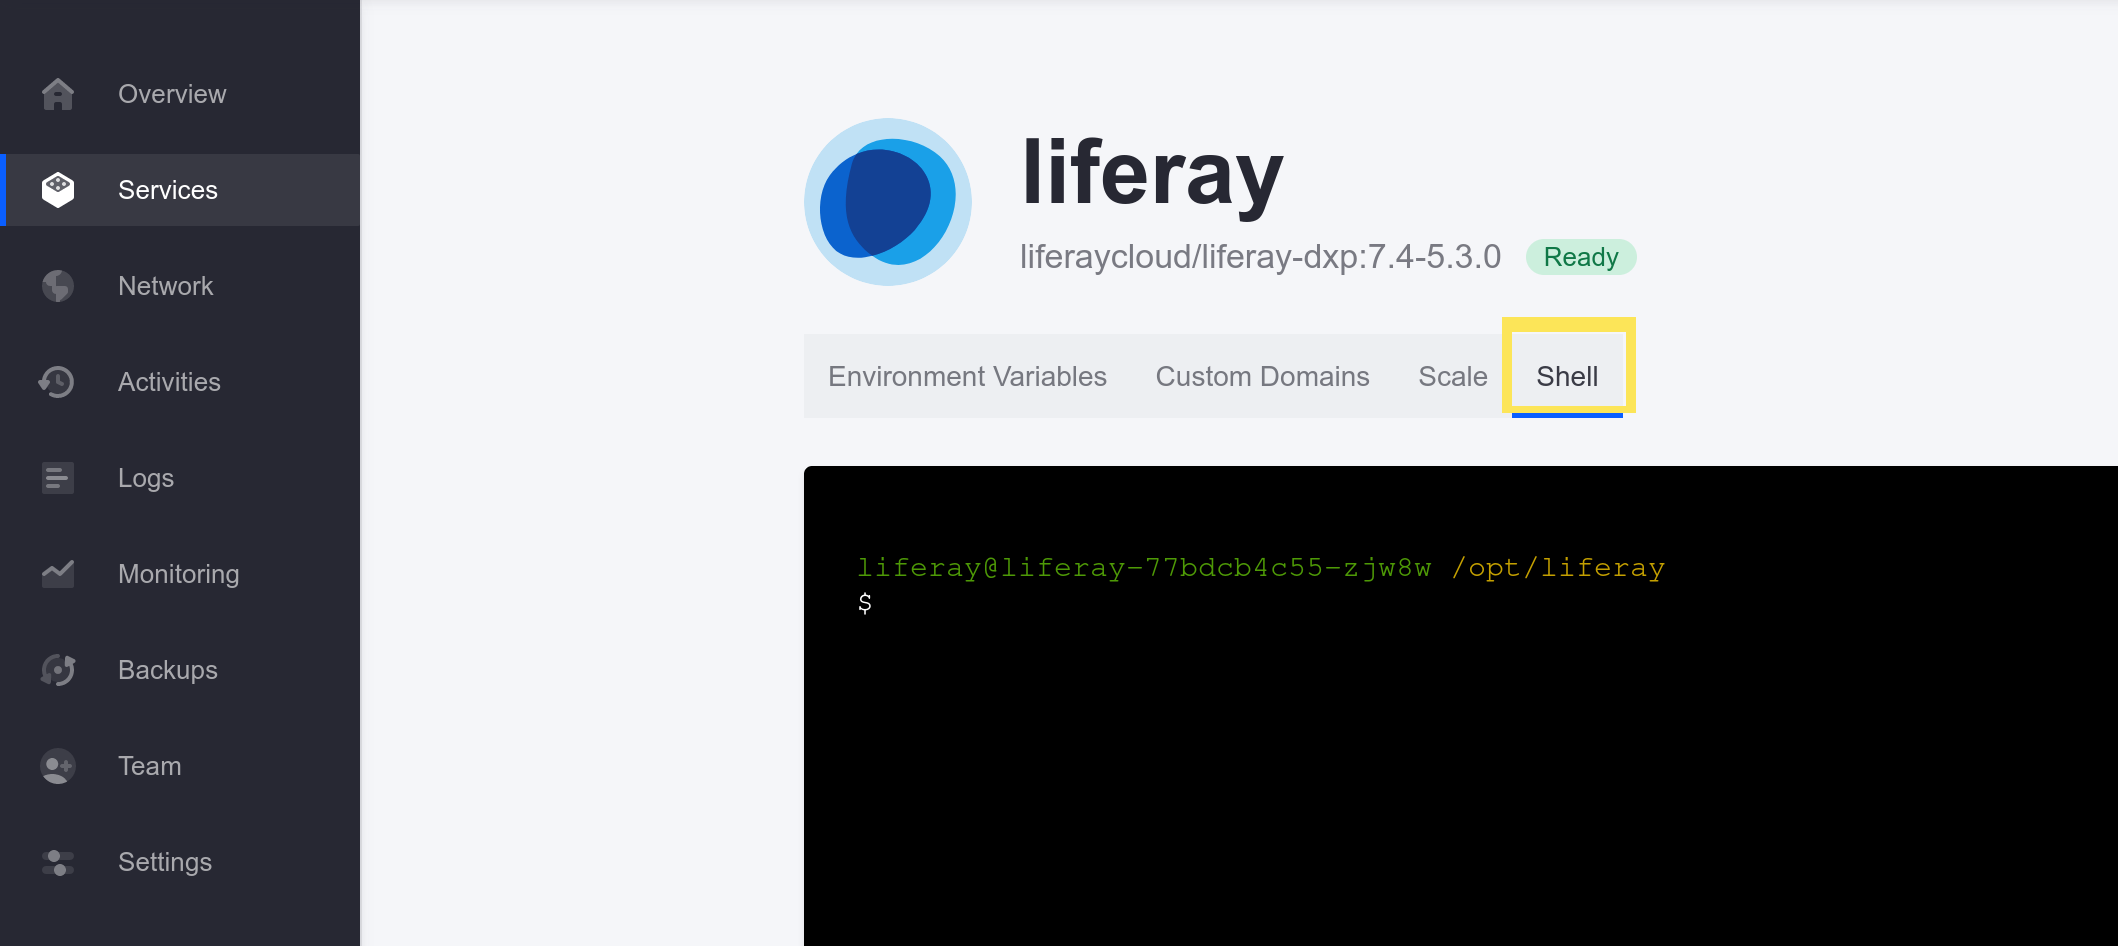 Overview
Services
Network
Activities
Logs
Monitoring
Backups
Team
Settings
liferay
liferaycloud/liferay-dxp:7.4-5.3.0 Ready
Environment Variables Custom Domains Scale Shell
liferay@liferay-77bdcb4c55-zjw8w /opt/liferay
$